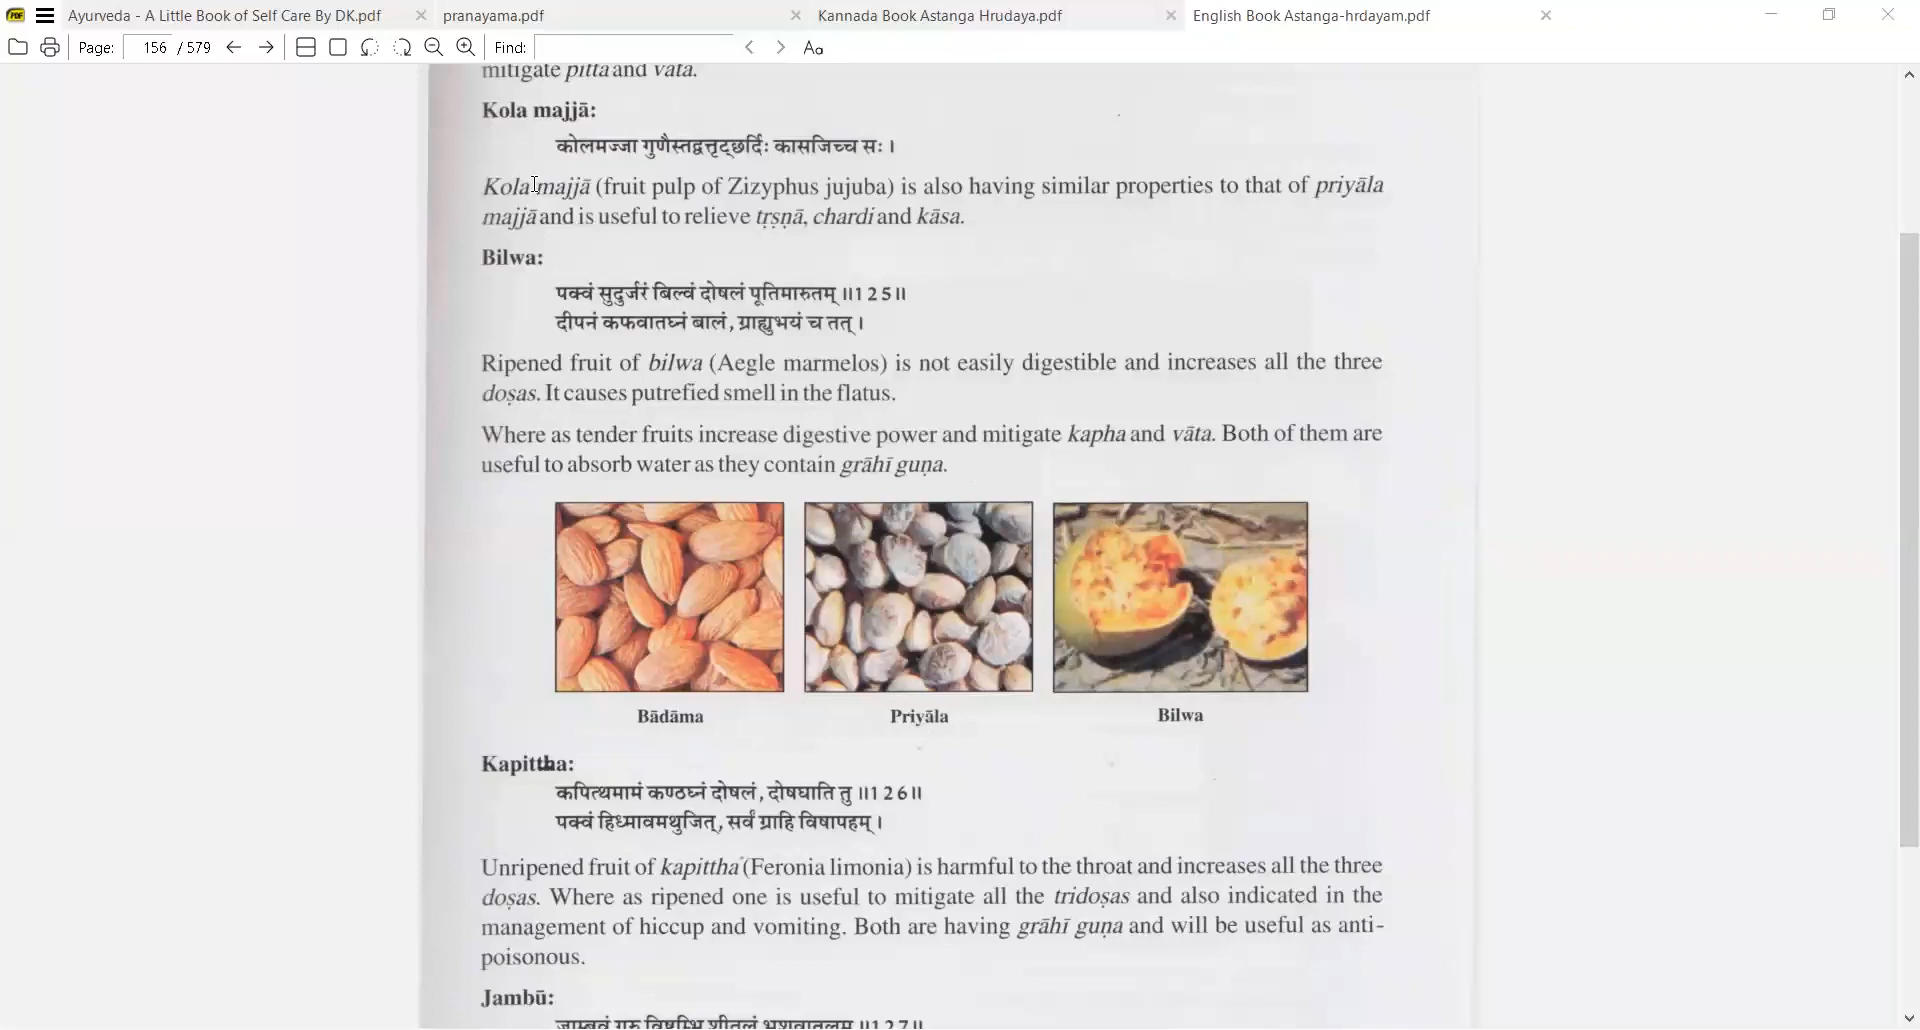 Ayurveda - A Little Book of Self Care By DK.pdf
pranayama.pdf
Kannada Book Astanga Hrudaya.pdf
English Book Astanga-hrdayam.pdf
Page: 156 / 579
Find:
mitigate pitta and vāta.
Kola majjā:
कोलमज्जा गुणैस्तद्वत्तृट्छर्दिः कासजिच्च सः ।
Kola majjā (fruit pulp of Zizyphus jujuba) is also having similar properties to that of priyāla
majjā and is useful to relieve tṛṣṇā, chardi and kāsa.
Bilwa:
पक्वं सुदुर्जरं बिल्वं दोषलं पूतिमारुतम् ॥125॥
दीपनं कफवातघ्नं बालं, ग्राह्युभयं च तत् ।
Ripened fruit of bilwa (Aegle marmelos) is not easily digestible and increases all the three
doṣas. It causes putrefied smell in the flatus.
Where as tender fruits increase digestive power and mitigate kapha and vāta. Both of them are
useful to absorb water as they contain grāhī guṇa.
Bādāma
Priyāla
Bilwa
Kapittha:
कपित्थमामं कण्ठघ्नं दोषलं, दोषघाति तु ॥126॥
पक्वं हिध्मावमथुजित्, सर्वं ग्राहि विषापहम् ।
Unripened fruit of kapittha (Feronia limonia) is harmful to the throat and increases all the three
doṣas. Where as ripened one is useful to mitigate all the tridoṣas and also indicated in the
management of hiccup and vomiting. Both are having grāhī guṇa and will be useful as anti-
poisonous.
Jambū:
जाम्बवं गुरु विष्टम्भि शीतलं भृशवातलम् ॥127॥